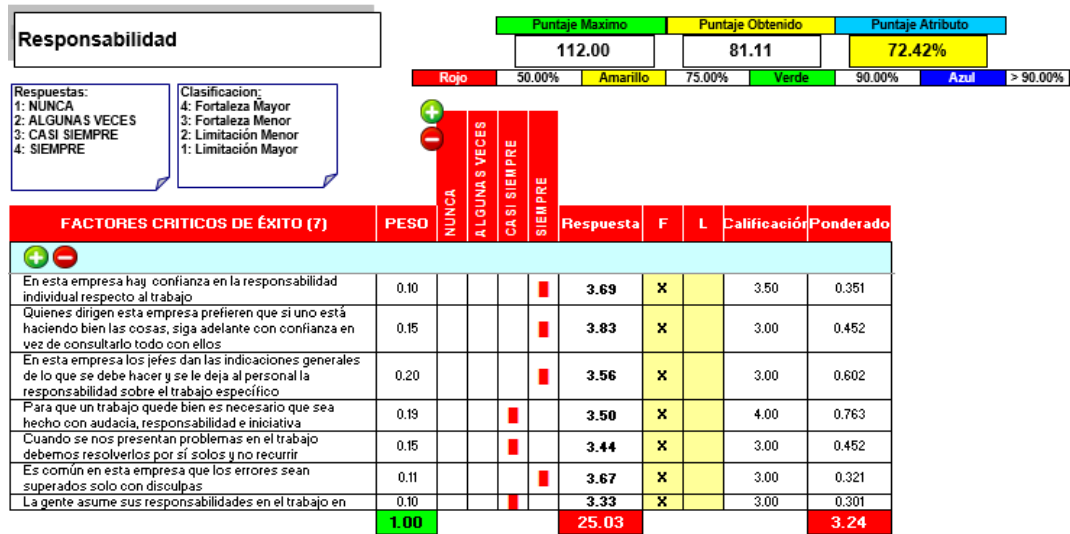 Responsabilidad
Puntaje Maximo Puntaje Obtenido Puntaje Atributo
112.00 81.11 72.42%
Rojo 50.00% Amarillo 75.00% Verde 90.00% Azul > 90.00%
Respuestas:
1: NUNCA
2: ALGUNAS VECES
3: CASI SIEMPRE
4: SIEMPRE
Clasificacion:
4: Fortaleza Mayor
3: Fortaleza Menor
2: Limitación Menor
1: Limitación Mayor
FACTORES CRITICOS DE ÉXITO (7) PESO NUNCA ALGUNAS VECES CASI SIEMPRE SIEMPRE Respuesta F L Calificación Ponderado
En esta empresa hay confianza en la responsabilidad
individual respecto al trabajo
0.10 3.69 X 3.50 0.351
Quienes dirigen esta empresa prefieren que si uno está
haciendo bien las cosas, siga adelante con confianza en
vez de consultarlo todo con ellos
0.15 3.83 X 3.00 0.452
En esta empresa los jefes dan las indicaciones generales
de lo que se debe hacer y se le deja al personal la
responsabilidad sobre el trabajo específico
0.20 3.56 X 3.00 0.602
Para que un trabajo quede bien es necesario que sea
hecho con audacia, responsabilidad e iniciativa
0.19 3.50 X 4.00 0.763
Cuando se nos presentan problemas en el trabajo
debemos resolverlos por sí solos y no recurrir
0.15 3.44 X 3.00 0.452
Es común en esta empresa que los errores sean
superados solo con disculpas
0.11 3.67 X 3.00 0.321
La gente asume sus responsabilidades en el trabajo en
0.10 3.33 X 3.00 0.301
1.00 25.03 3.24